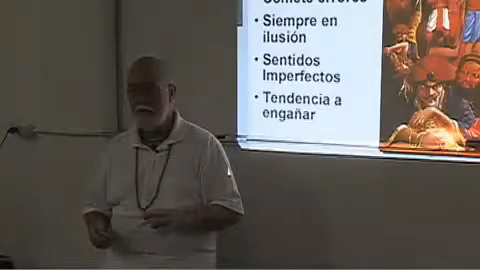 • Siempre en
ilusión
• Sentidos
Imperfectos
• Tendencia a
engañar